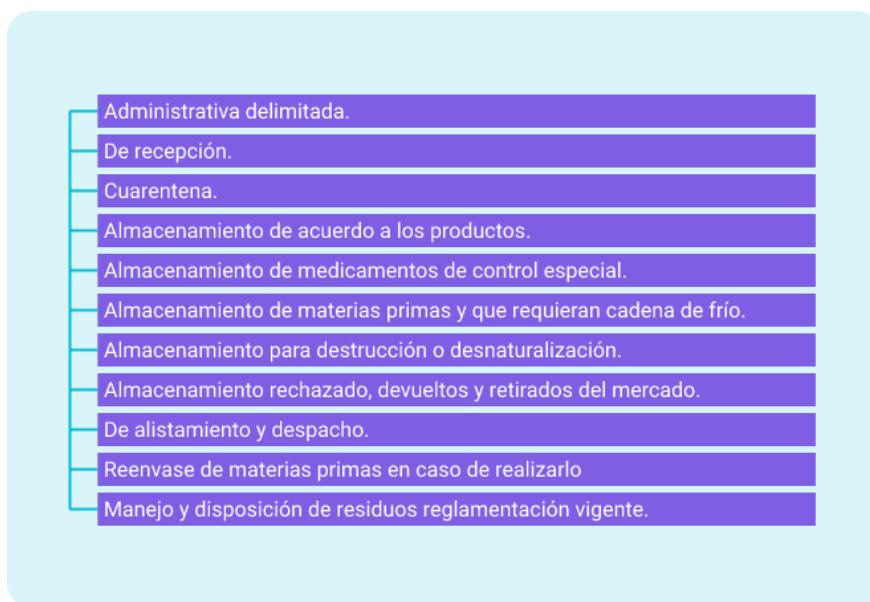 Administrativa delimitada.
De recepción.
Cuarentena.
Almacenamiento de acuerdo a los productos.
Almacenamiento de medicamentos de control especial.
Almacenamiento de materias primas y que requieran cadena de frío.
Almacenamiento para destrucción o desnaturalización.
Almacenamiento rechazado, devueltos y retirados del mercado.
De alistamiento y despacho.
Reenvase de materias primas en caso de realizarlo
Manejo y disposición de residuos reglamentación vigente.